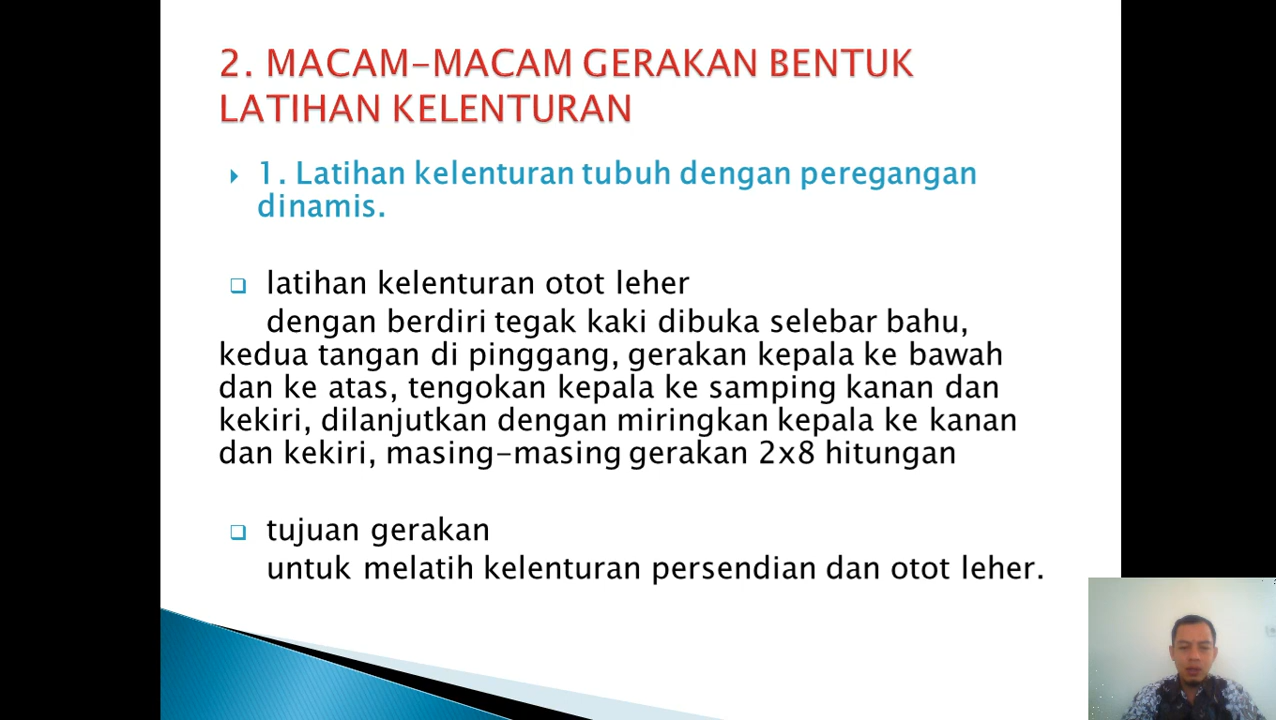 2. MACAM-MACAM GERAKAN BENTUK
LATIHAN KELENTURAN
1. Latihan kelenturan tubuh dengan peregangan
dinamis.
latihan kelenturan otot leher
dengan berdiri tegak kaki dibuka selebar bahu,
kedua tangan di pinggang, gerakan kepala ke bawah
dan ke atas, tengokan kepala ke samping kanan dan
kekiri, dilanjutkan dengan miringkan kepala ke kanan
dan kekiri, masing-masing gerakan 2x8 hitungan
tujuan gerakan
untuk melatih kelenturan persendian dan otot leher.